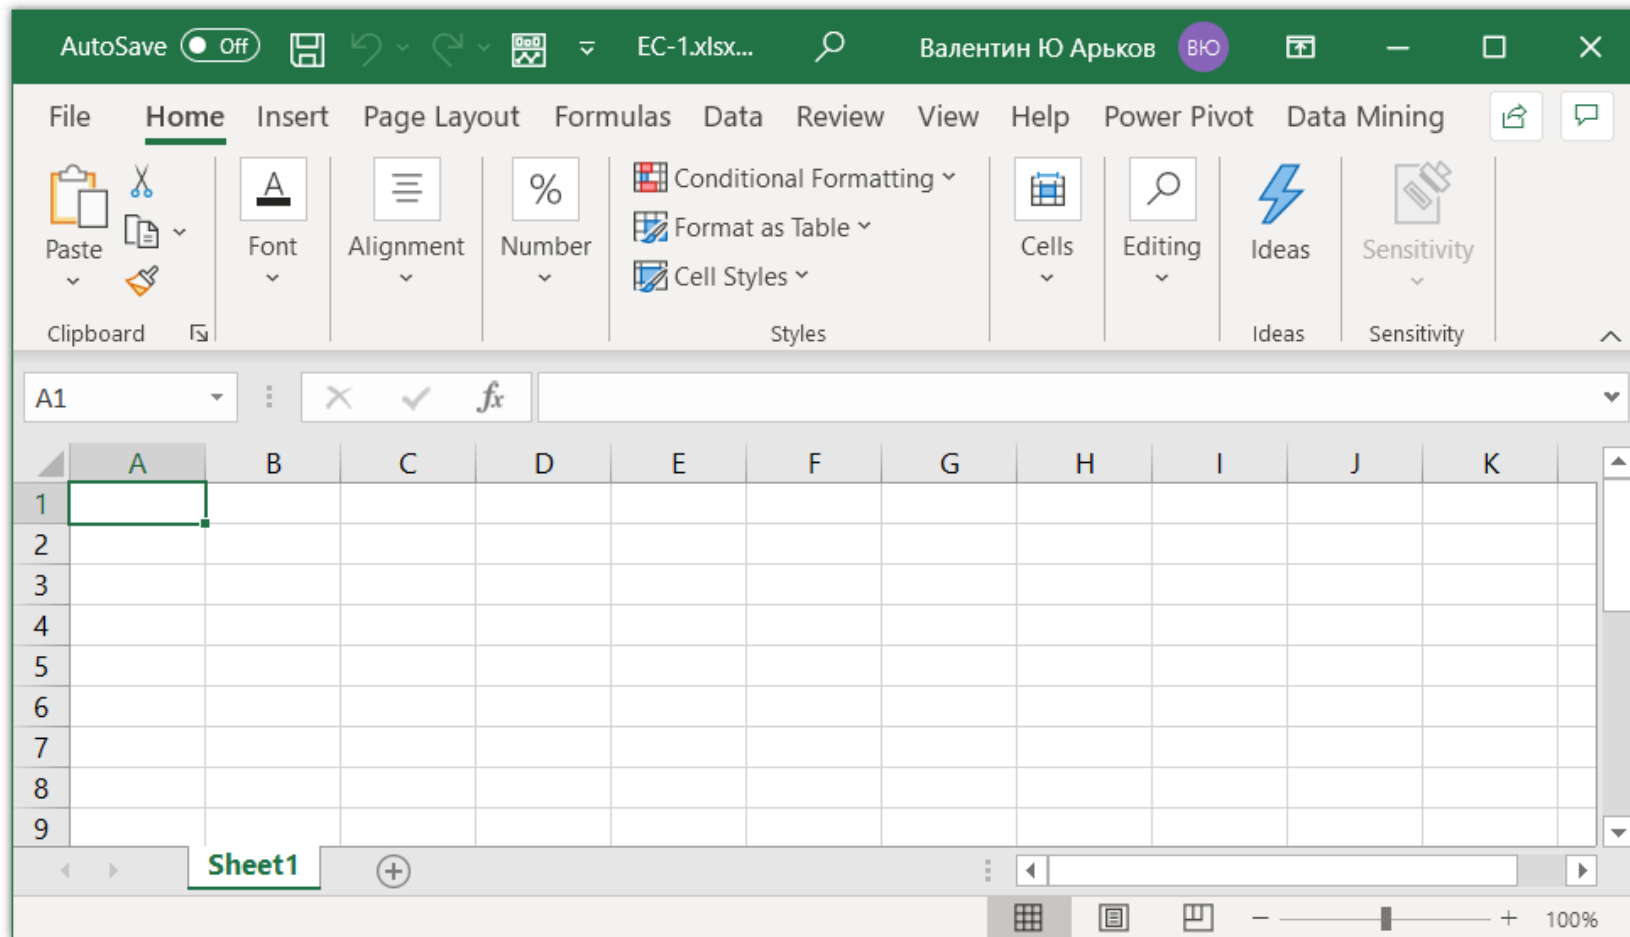 AutoSave Off EC-1.xlsx... Валентин Ю Арьков ВЮ
File Home Insert Page Layout Formulas Data Review View Help Power Pivot Data Mining
Paste
Font
Alignment
%
Number
Conditional Formatting
Format as Table
Cell Styles
Cells
Editing
Ideas
Sensitivity
Clipboard Styles Ideas Sensitivity
A1 fx
A B C D E F G H I J K
1
2
3
4
5
6
7
8
9
Sheet1
100%